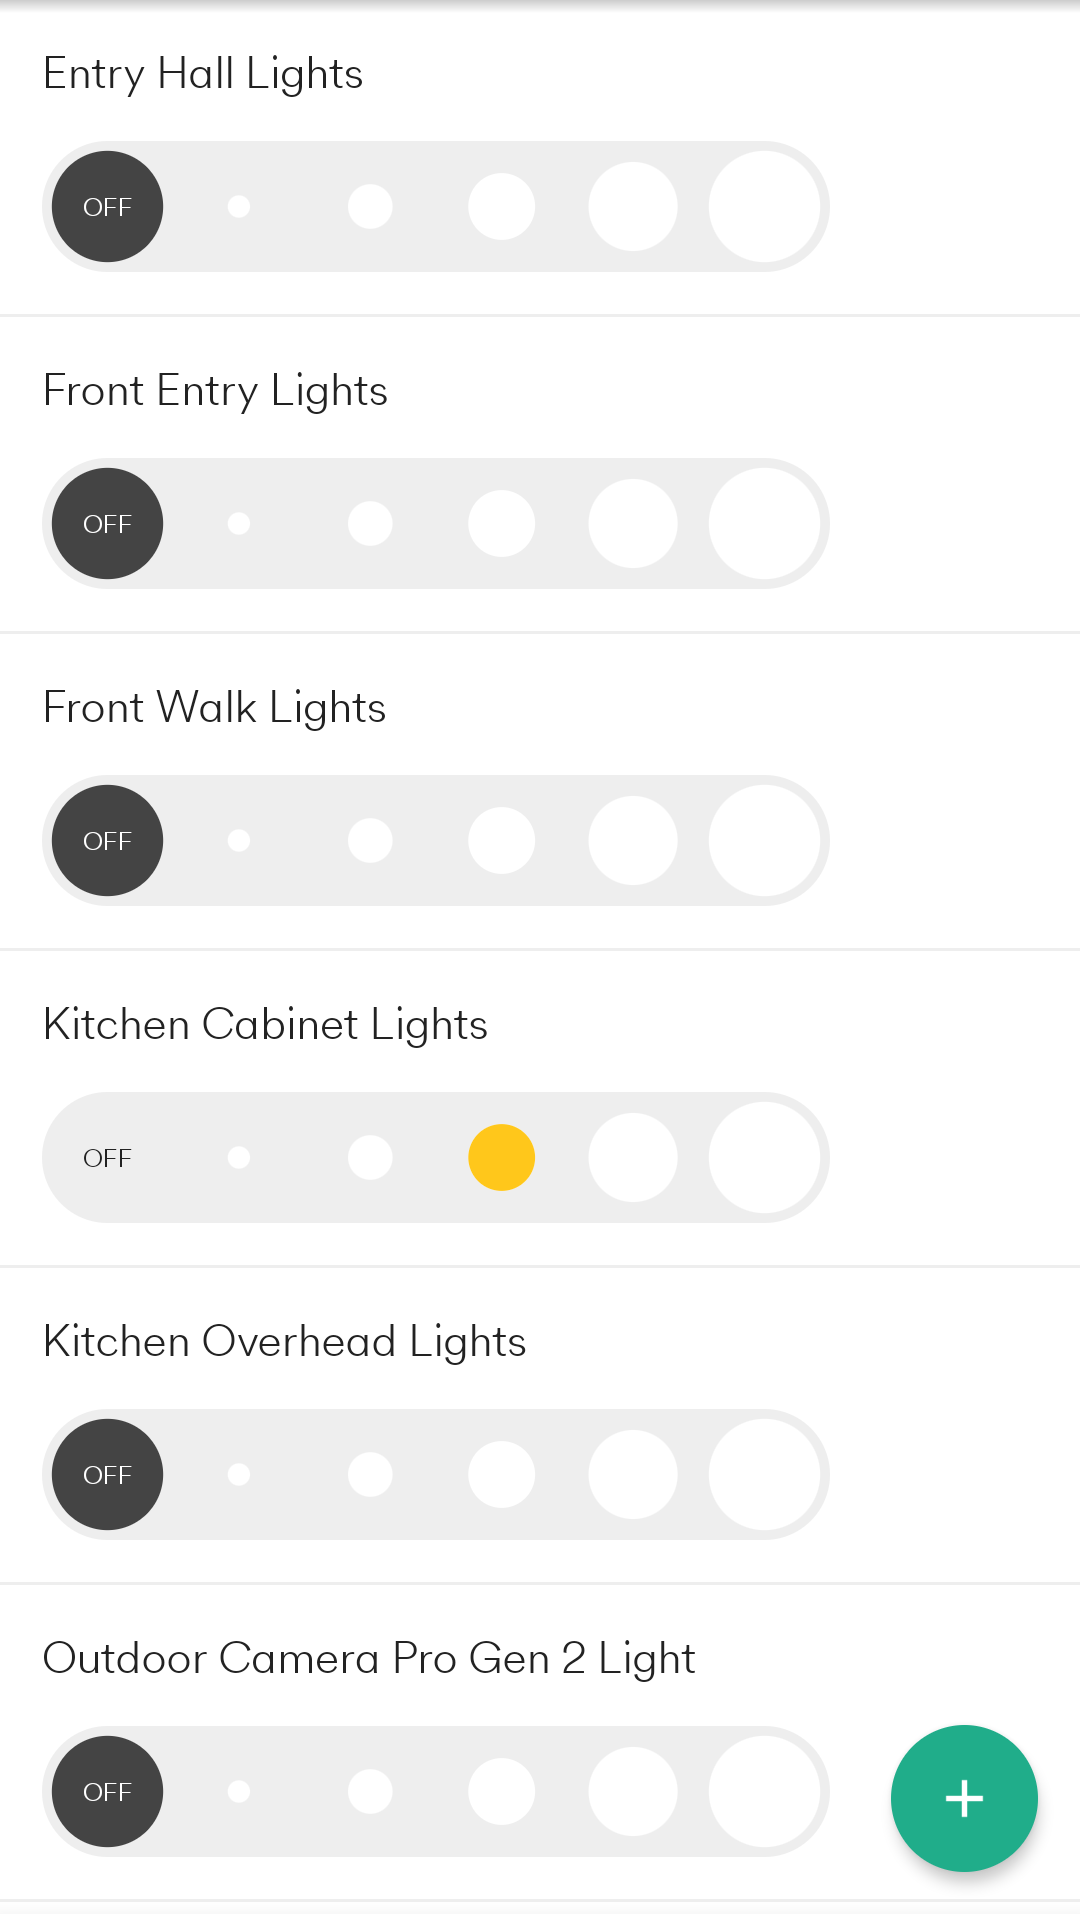 Entry Hall Lights
OFF
Front Entry Lights
OFF
Front Walk Lights
OFF
Kitchen Cabinet Lights
OFF
Kitchen Overhead Lights
OFF
Outdoor Camera Pro Gen 2 Light
OFF
+